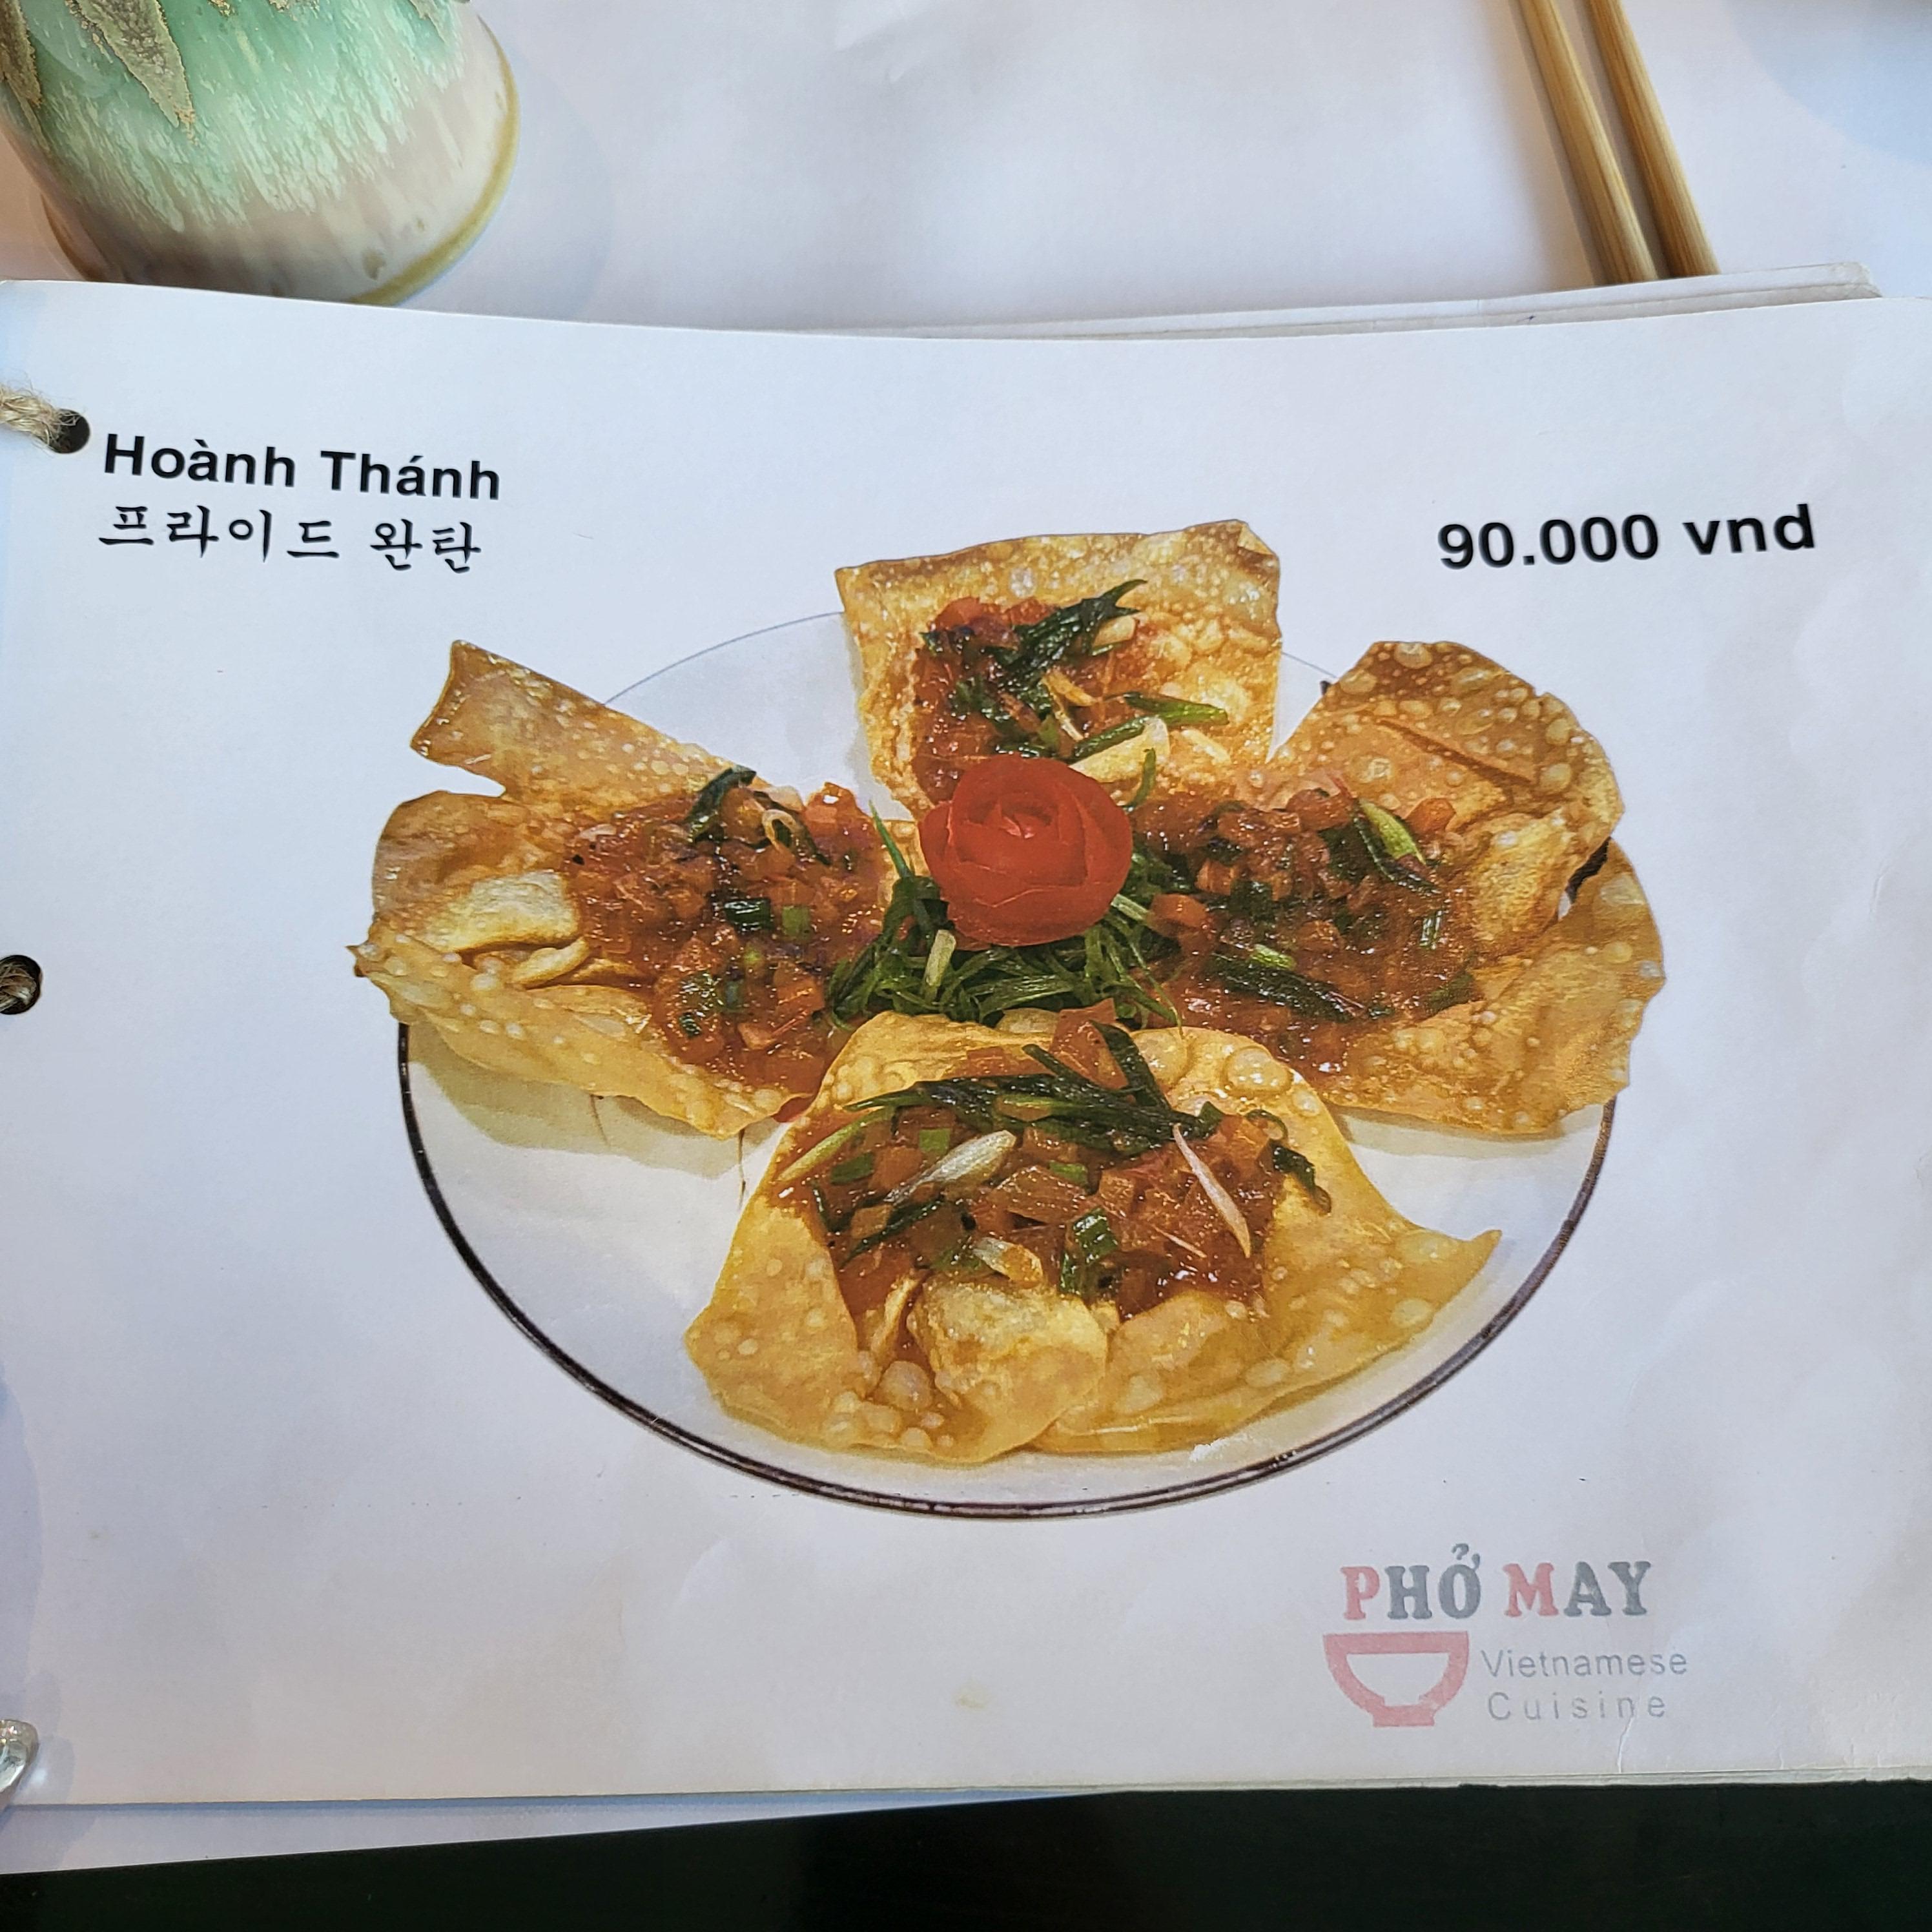 Hoành Thánh
프라이드 완탄
90.000 vnd
PHỞ MAY
Vietnamese
Cuisine